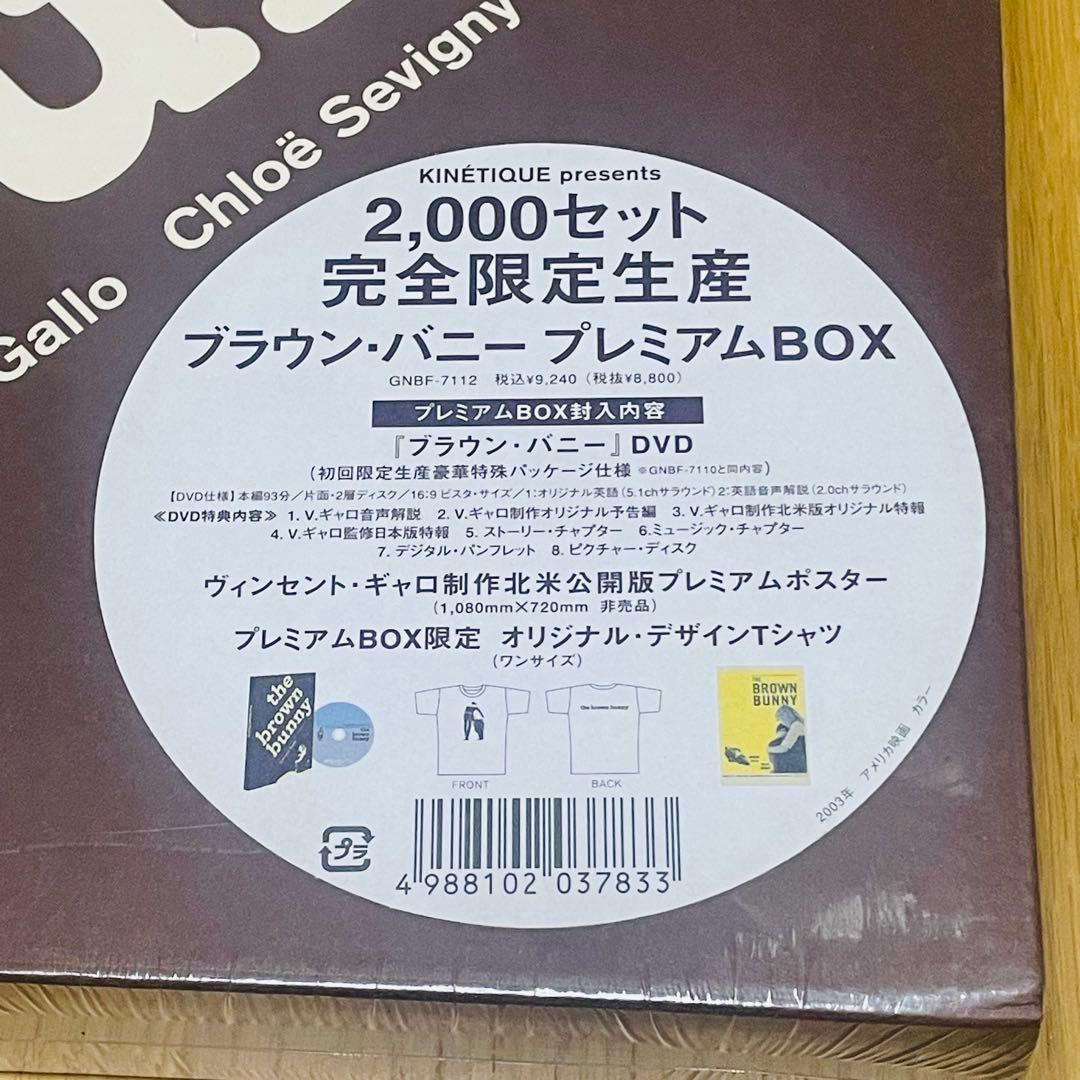 Gallo Chloë Sevigny
KINÉTIQUE presents
2,000セット
完全限定生産
ブラウン・バニー プレミアムBOX
GNBF-7112 税込¥9,240（税抜¥8,800）
プレミアムBOX封入内容
『ブラウン・バニー』DVD
（初回限定生産豪華特殊パッケージ仕様 ※GNBF-7110と同内容）
【DVD仕様】本編93分／片面・2層ディスク／16:9 ビスタ・サイズ／1：オリジナル英語（5.1chサラウンド）2：英語音声解説（2.0chサラウンド）
≪DVD特典内容≫ 1. V.ギャロ音声解説 2. V.ギャロ制作オリジナル予告編 3. V.ギャロ制作北米版オリジナル特報
4. V.ギャロ監修日本版特報 5. ストーリー・チャプター 6.ミュージック・チャプター
7. デジタル・パンフレット 8. ピクチャー・ディスク
ヴィンセント・ギャロ制作北米公開版プレミアムポスター
（1,080mm×720mm 非売品）
プレミアムBOX限定 オリジナル・デザインTシャツ
（ワンサイズ）
the
brown
bunny
the brown bunny
THE
BROWN
BUNNY
FRONT
BACK
2003年 アメリカ映画 カラー
プラ
4 988102 037833